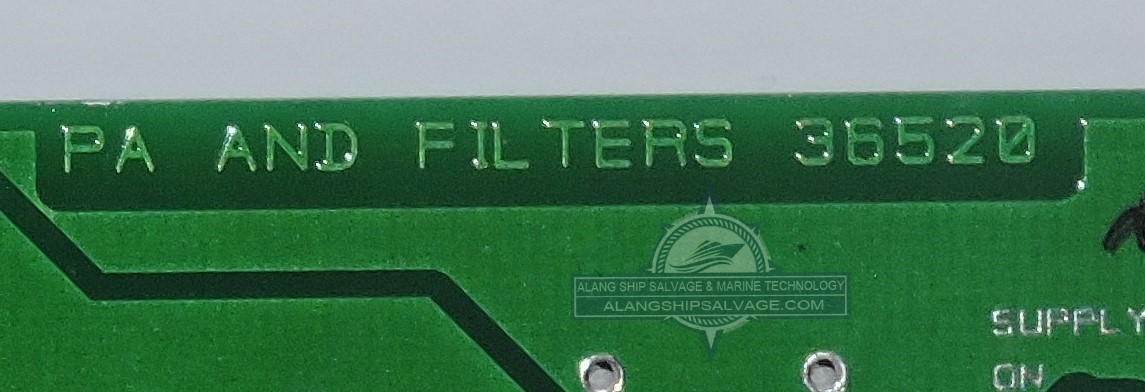 PA AND FILTERS 36520
ALANG SHIP SALVAGE & MARINE TECHNOLOGY
ALANGSHIPSALVAGE.COM
SUPPLY
ON